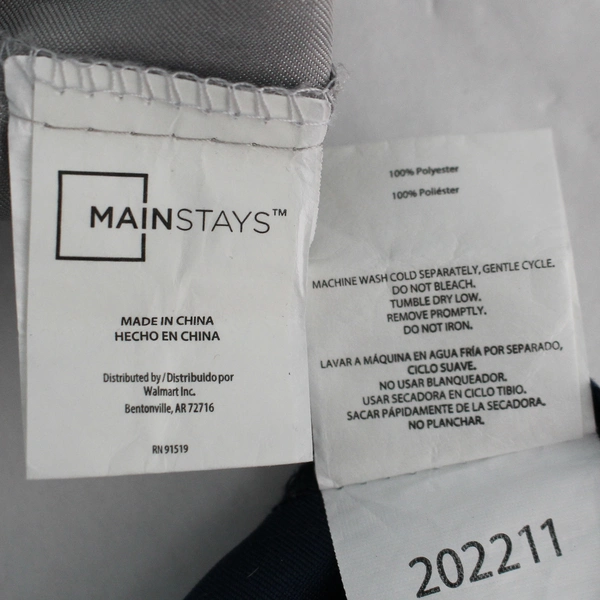 MAINSTAYS™
MADE IN CHINA
HECHO EN CHINA
Distributed by / Distribuido por
Walmart Inc.
Bentonville, AR 72716
RN 91519
100% Polyester
100% Poliéster
MACHINE WASH COLD SEPARATELY, GENTLE CYCLE.
DO NOT BLEACH.
TUMBLE DRY LOW.
REMOVE PROMPTLY.
DO NOT IRON.
LAVAR A MÁQUINA EN AGUA FRÍA POR SEPARADO,
CICLO SUAVE.
NO USAR BLANQUEADOR.
USAR SECADORA EN CICLO TIBIO.
SACAR PÁPIDAMENTE DE LA SECADORA.
NO PLANCHAR.
202211